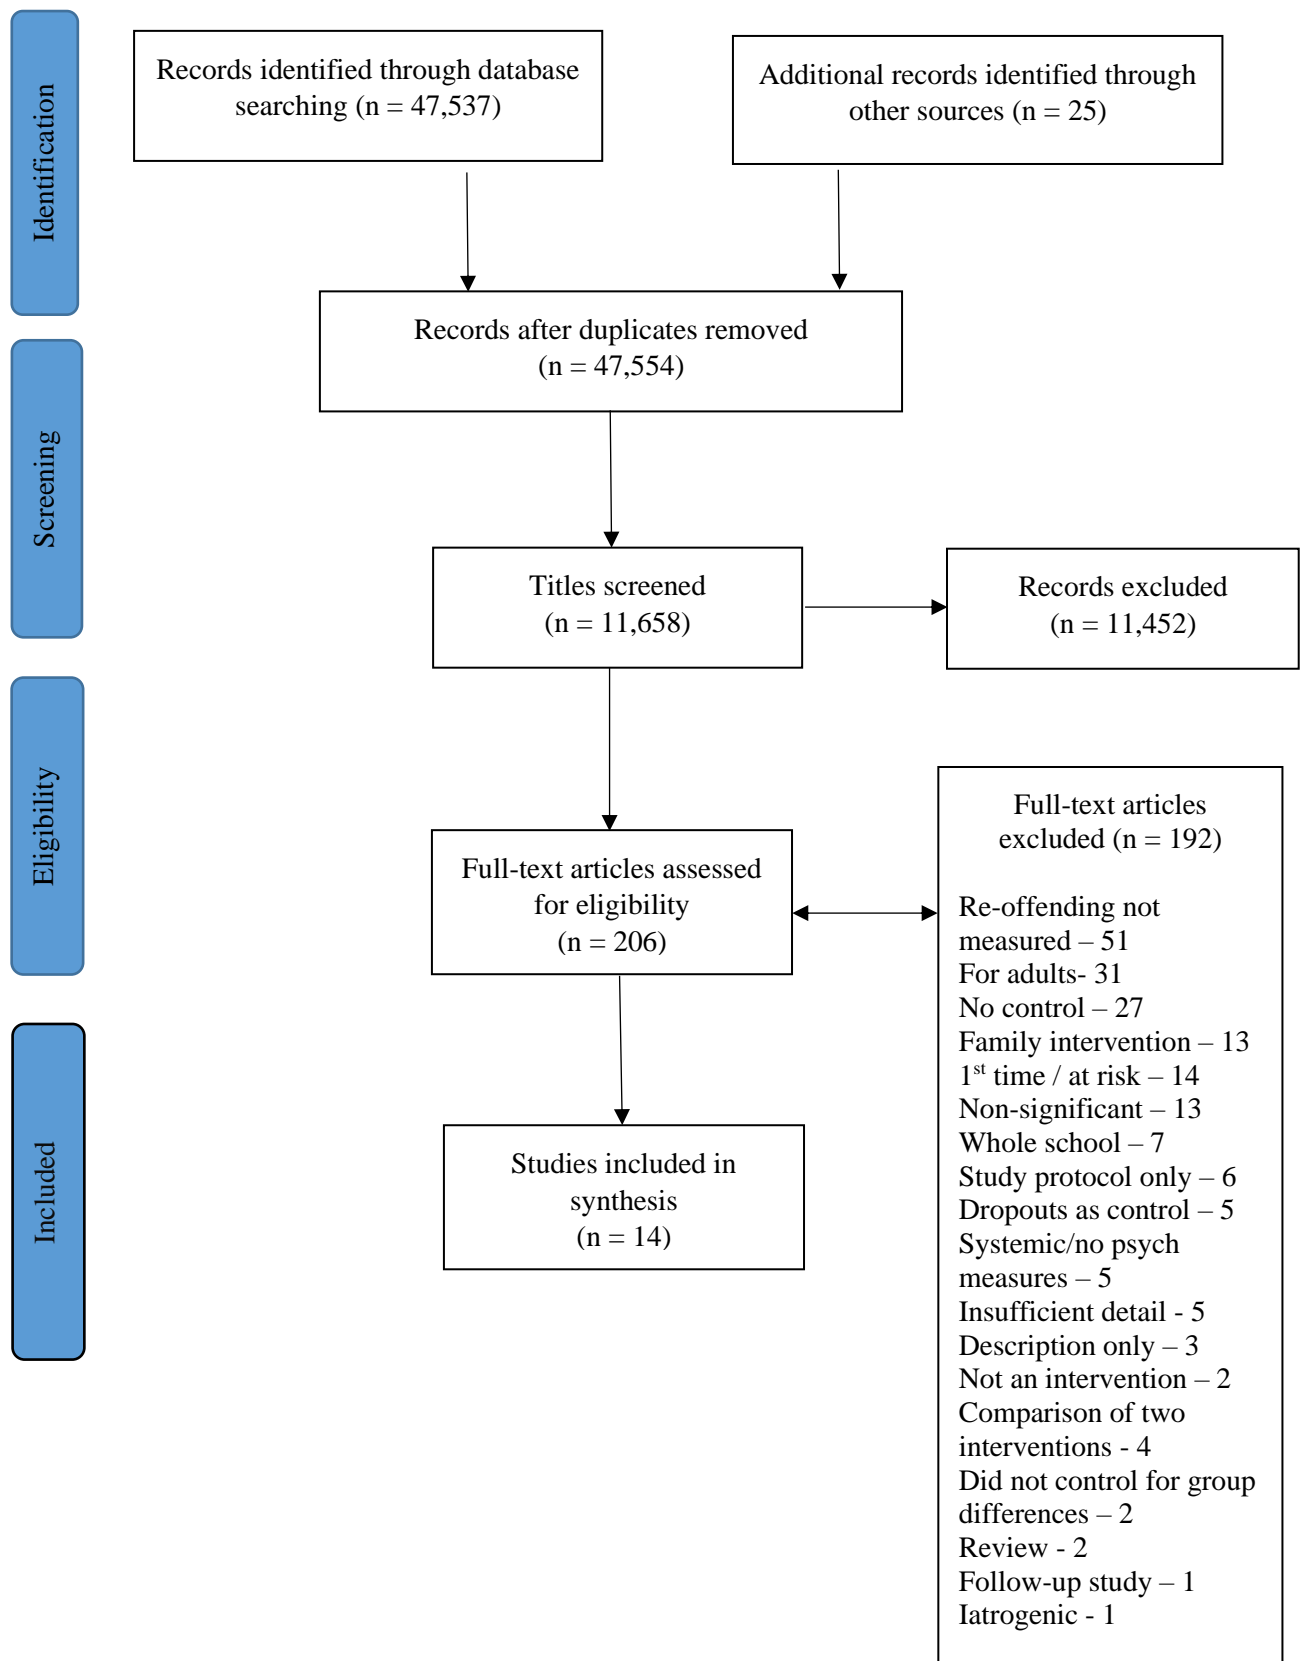 Identification
Records identified through database
searching (n = 47,537)
Additional records identified through
other sources (n = 25)
Records after duplicates removed
(n = 47,554)
Screening
Titles screened
(n = 11,658)
Records excluded
(n = 11,452)
Eligibility
Full-text articles assessed
for eligibility
(n = 206)
Full-text articles
excluded (n = 192)
Re-offending not
measured – 51
For adults- 31
No control – 27
Family intervention – 13
1st time / at risk – 14
Non-significant – 13
Whole school – 7
Study protocol only – 6
Dropouts as control – 5
Systemic/no psych
measures – 5
Insufficient detail - 5
Description only – 3
Not an intervention – 2
Comparison of two
interventions - 4
Did not control for group
differences – 2
Review - 2
Follow-up study – 1
Iatrogenic - 1
Included
Studies included in
synthesis
(n = 14)